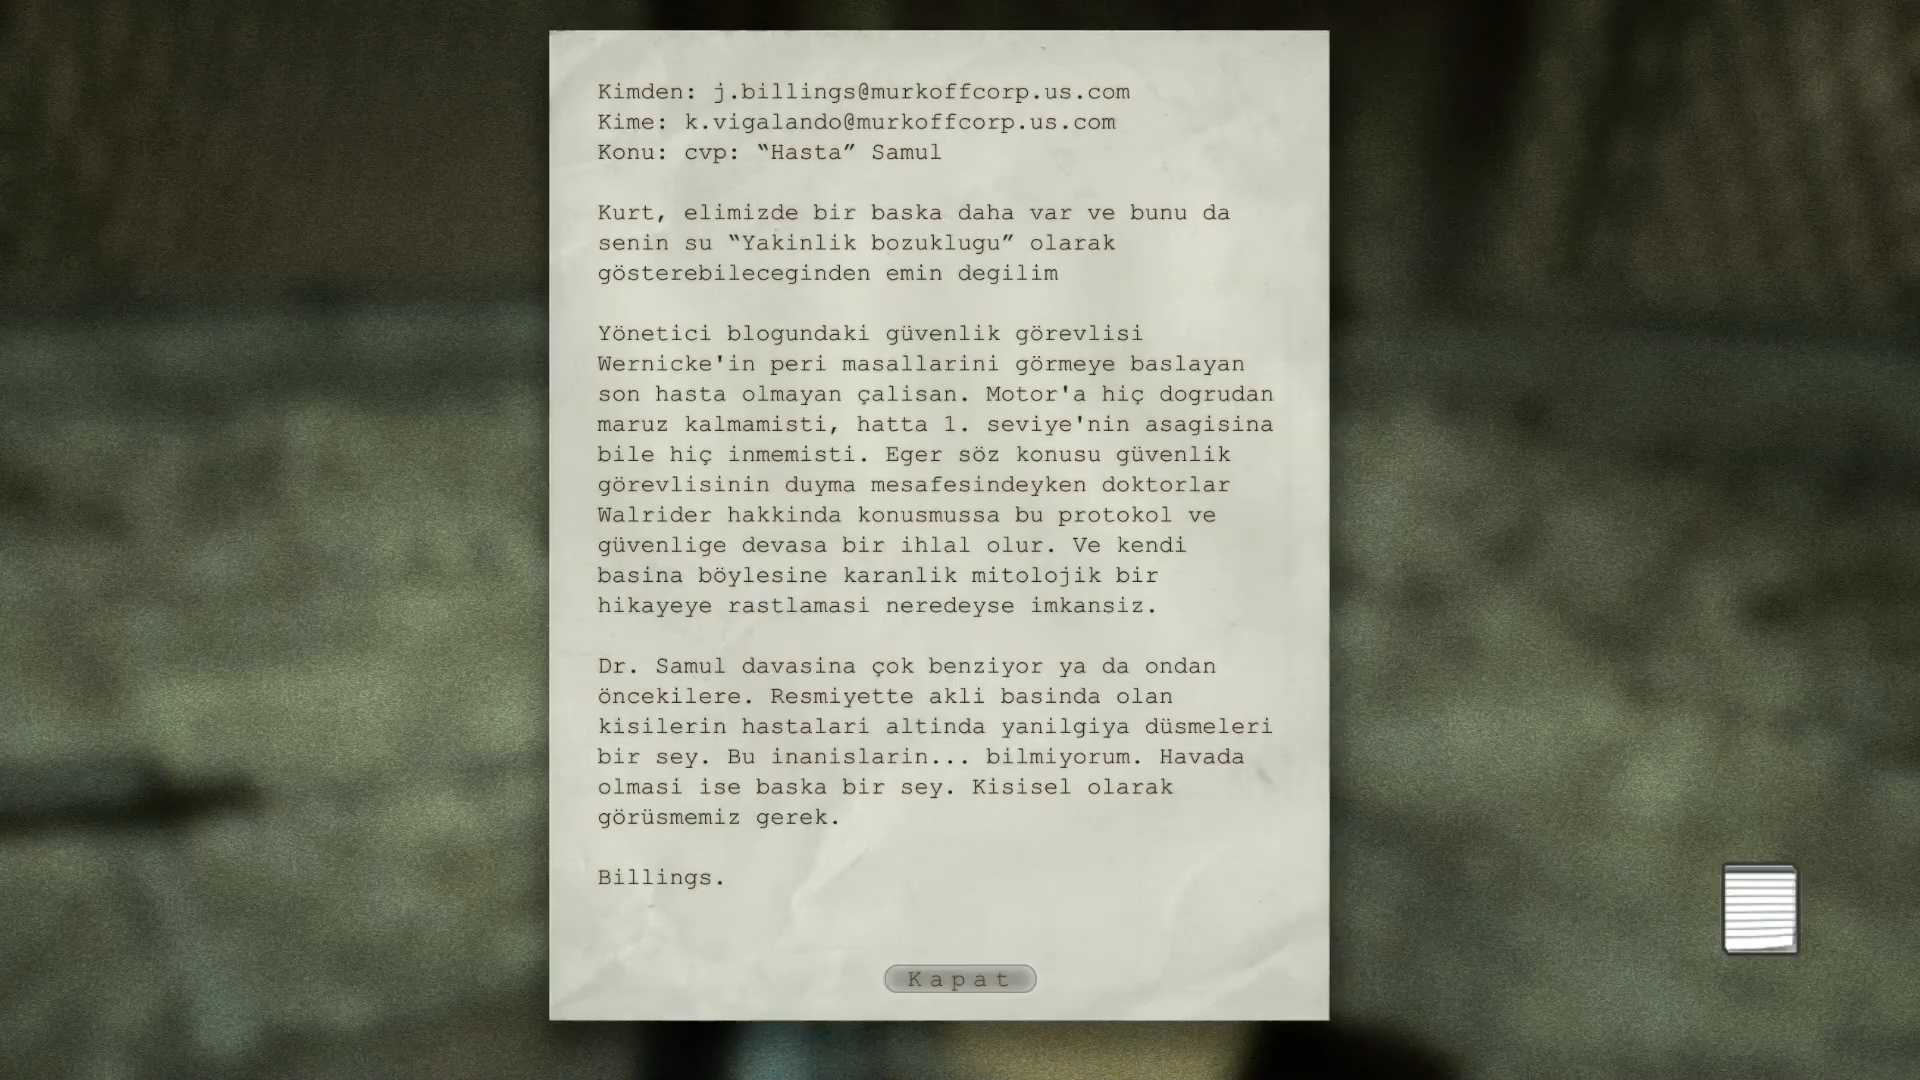 Kimden: j.billings@murkoffcorp.us.com
Kime: k.vigalando@murkoffcorp.us.com
Konu: cvp: “Hasta” Samul
Kurt, elimizde bir baska daha var ve bunu da
senin su “Yakinlik bozuklugu” olarak
gösterebileceginden emin degilim
Yönetici blogundaki güvenlik görevlisi
Wernicke'in peri masallarini görmeye baslayan
son hasta olmayan çalisan. Motor'a hiç dogrudan
maruz kalmamisti, hatta 1. seviye'nin asagisina
bile hiç inmemisti. Eger söz konusu güvenlik
görevlisinin duyma mesafesindeyken doktorlar
Walrider hakkinda konusmussa bu protokol ve
güvenlige devasa bir ihlal olur. Ve kendi
basina böylesine karanlik mitolojik bir
hikayeye rastlamasi neredeyse imkansiz.
Dr. Samul davasina çok benziyor ya da ondan
öncekilere. Resmiyette akli basinda olan
kisilerin hastalari altinda yanilgiya düsmeleri
bir sey. Bu inanislarin... bilmiyorum. Havada
olmasi ise baska bir sey. Kisisel olarak
görüsmemiz gerek.
Billings.
Kapat